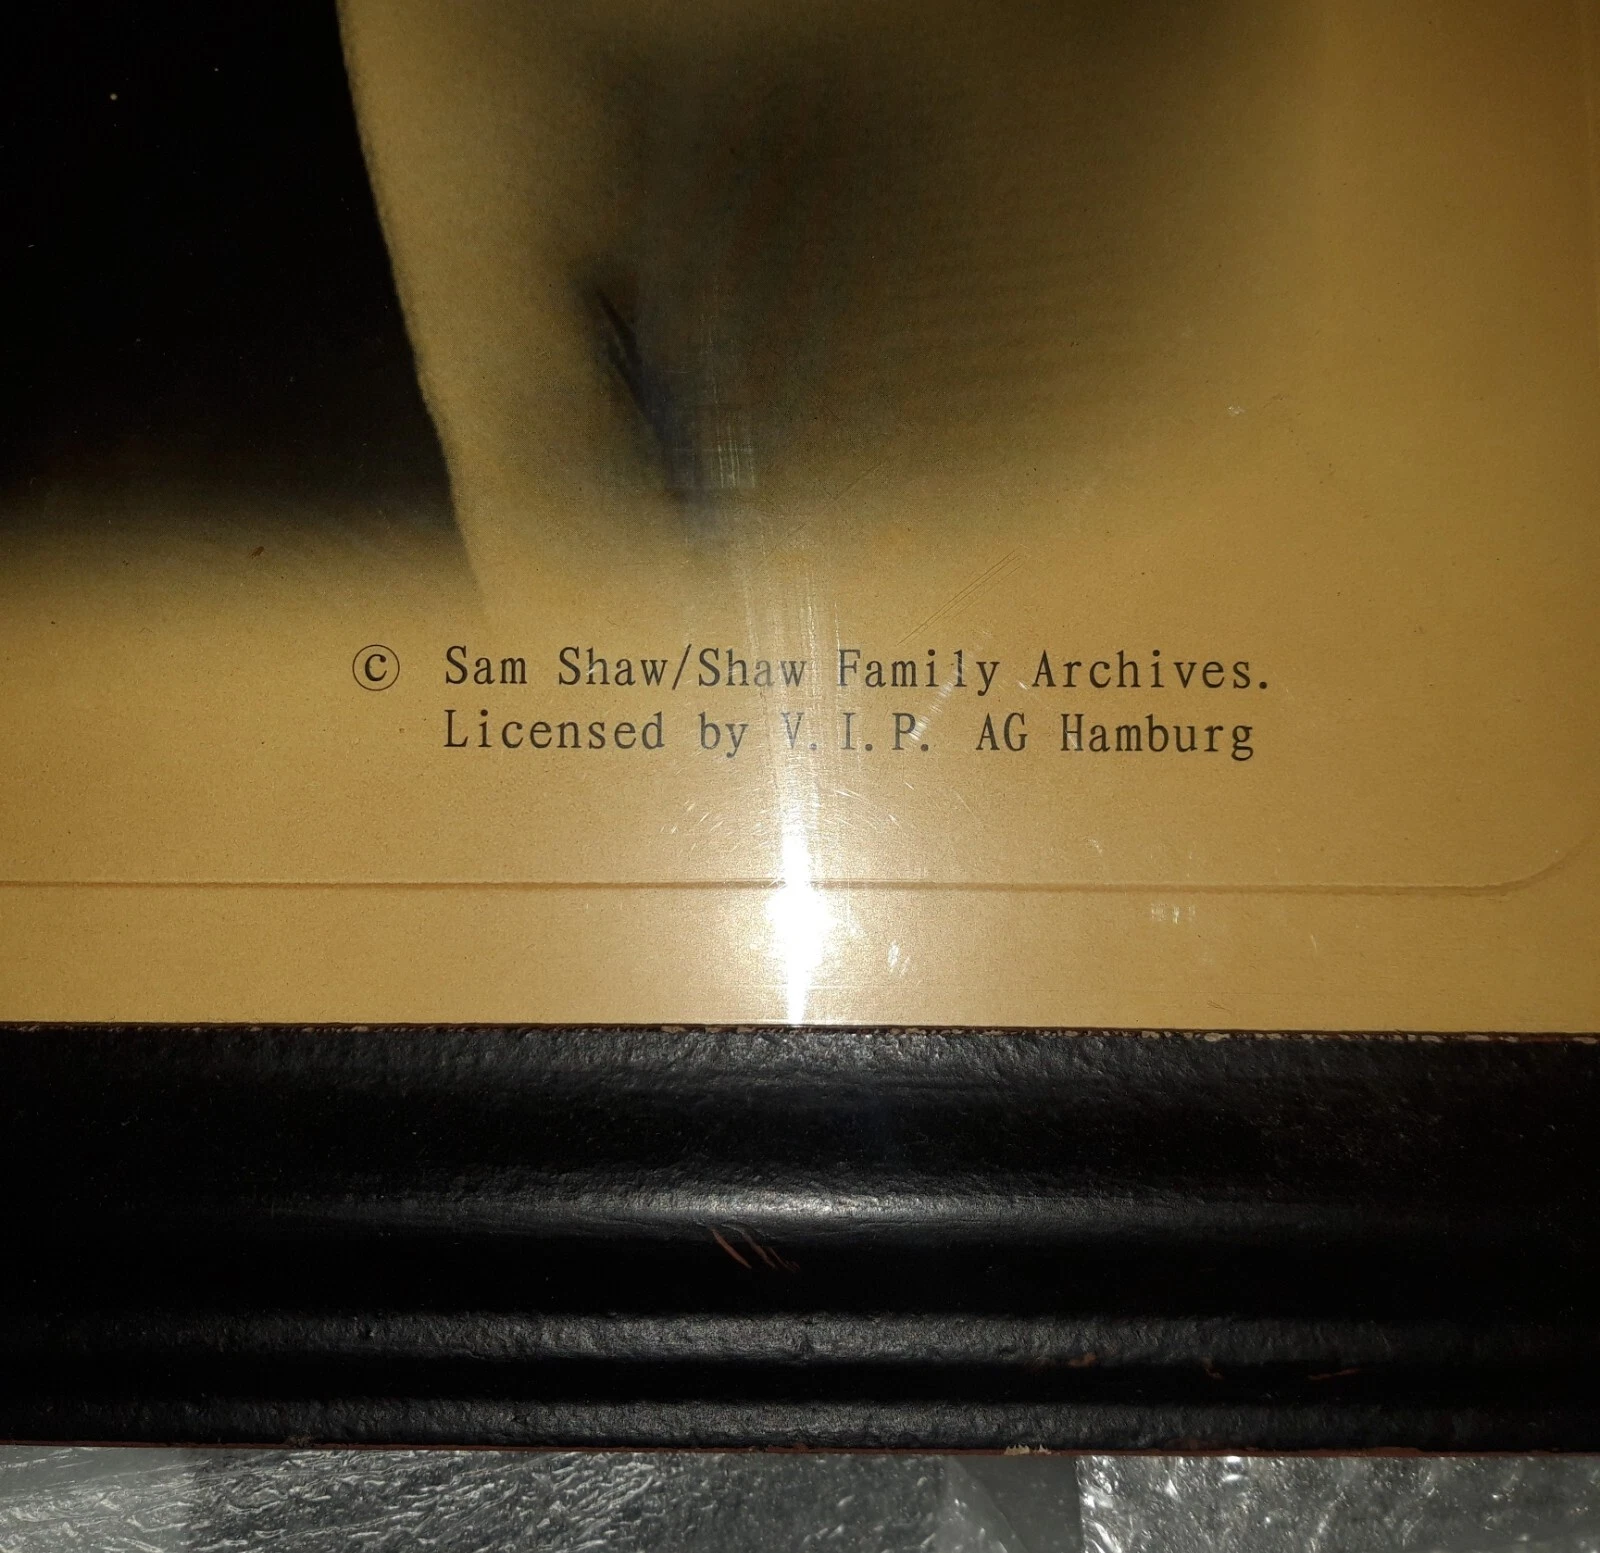 © Sam Shaw/Shaw Family Archives.
Licensed by V.I.P. AG Hamburg